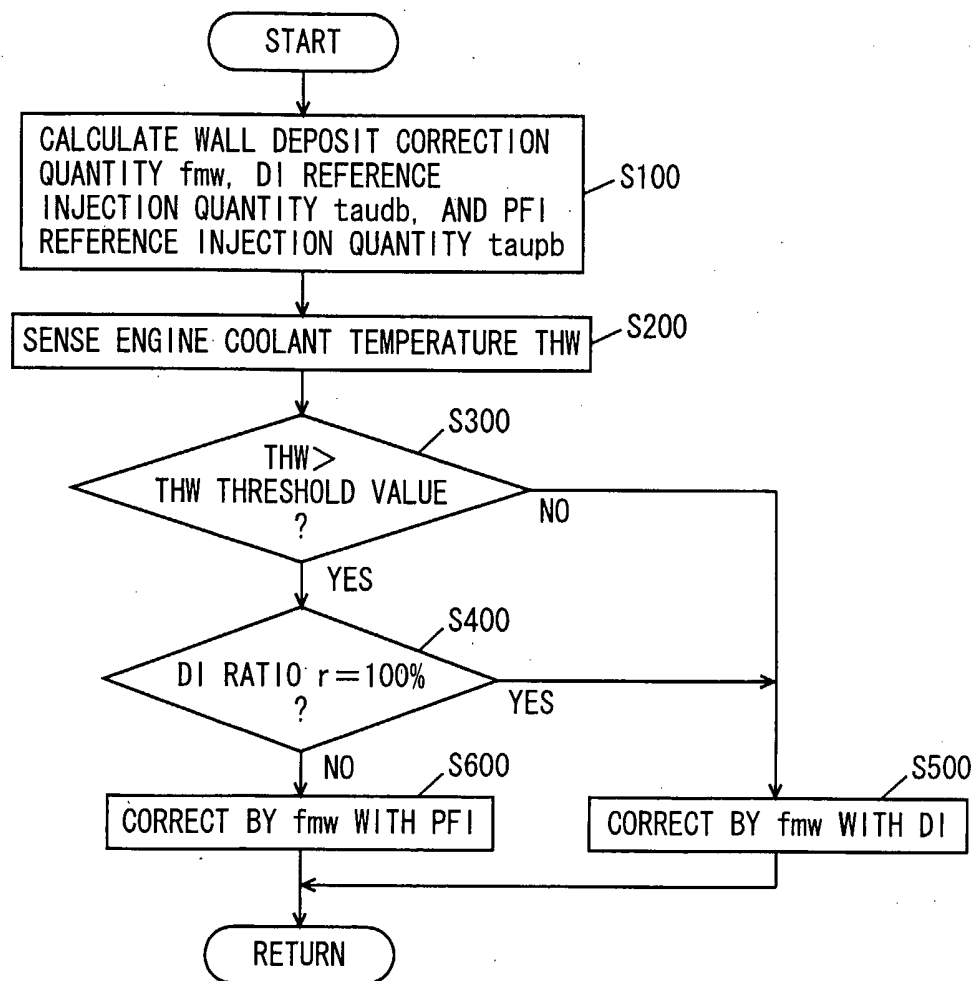 START
CALCULATE WALL DEPOSIT CORRECTION
QUANTITY fmw, DI REFERENCE
INJECTION QUANTITY taudb, AND PFI
REFERENCE INJECTION QUANTITY taupb
S100
SENSE ENGINE COOLANT TEMPERATURE THW
S200
S300
THW>
THW THRESHOLD VALUE
?
NO
YES
S400
DI RATIO r=100%
?
YES
NO
S600
CORRECT BY fmw WITH PFI
S500
CORRECT BY fmw WITH DI
RETURN